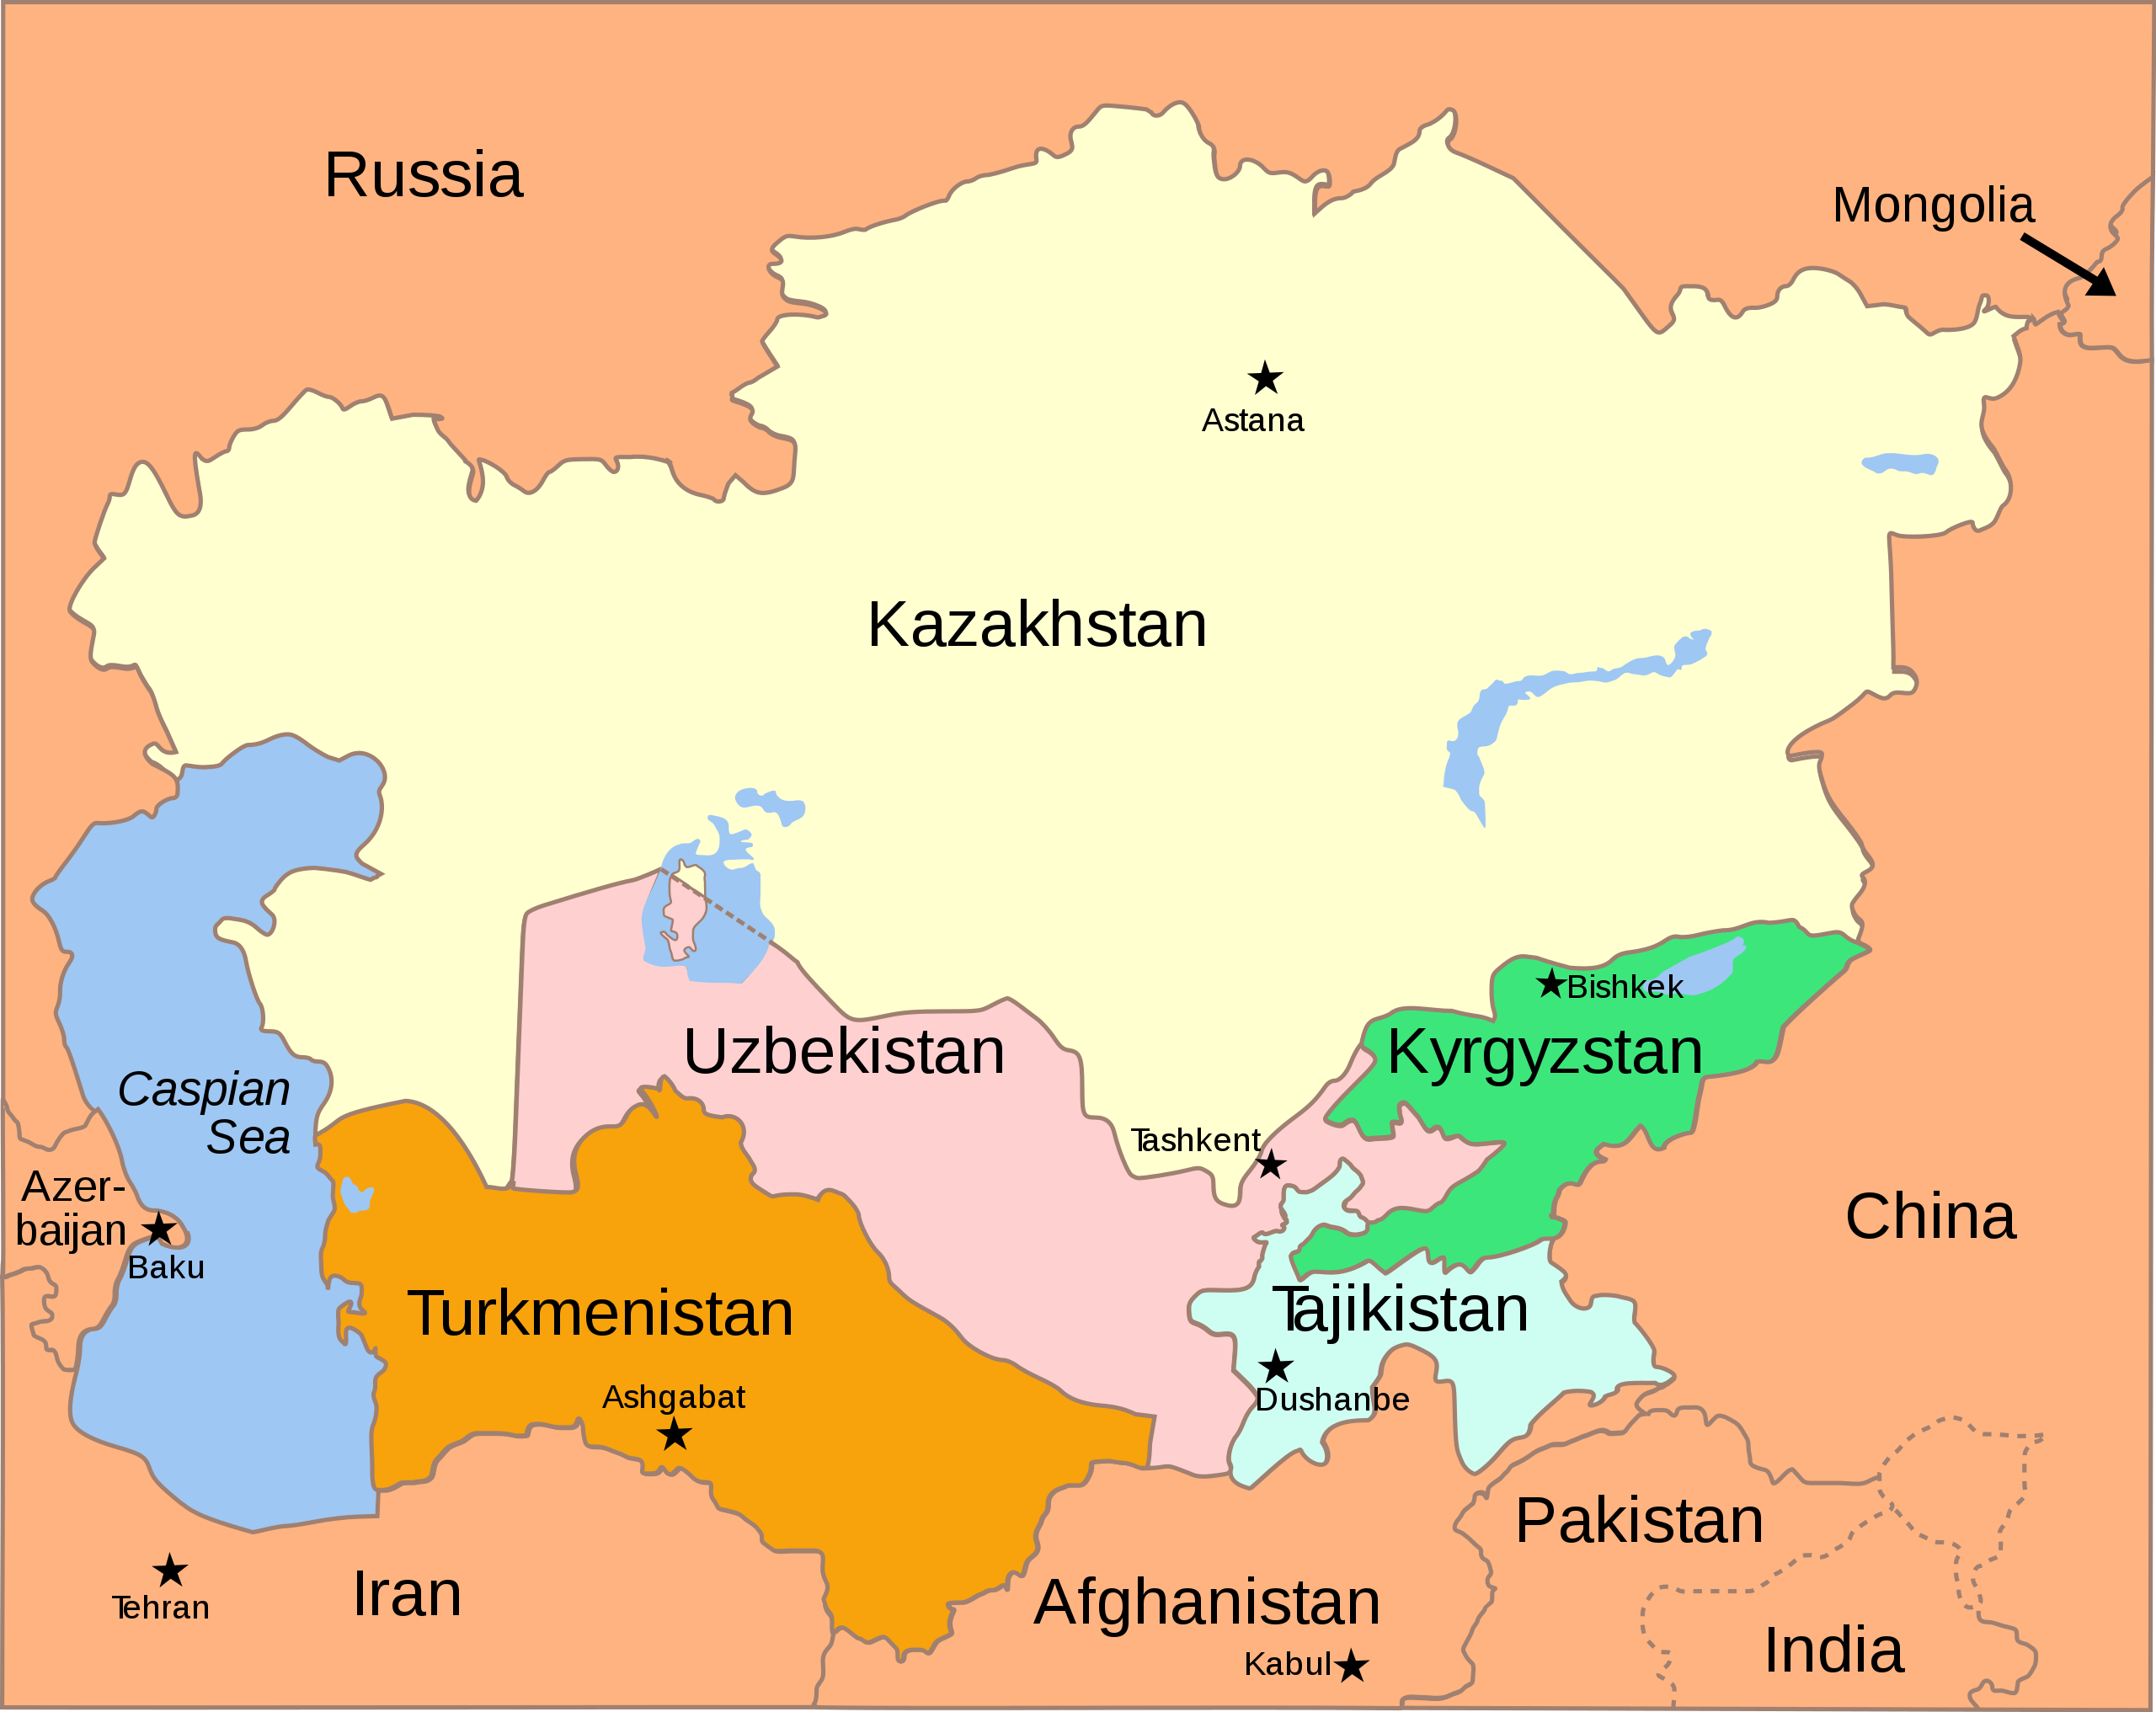 Russia
Mongolia
Astana
Kazakhstan
Bishkek
Uzbekistan
Kyrgyzstan
Caspian
Sea
Tashkent
Azer-
baijan
China
Baku
Turkmenistan
Tajikistan
Ashgabat
Dushanbe
Pakistan
Iran
Tehran
Afghanistan
India
Kabul